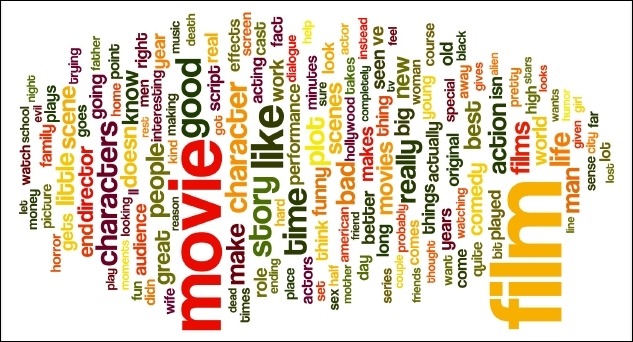 let
money
picture
horror
night
school
watch
evil
plays
family
gets
little
scene
trying
goes
end
director
going
father
home
point
characters
play
moments
looking
ll
doesn
know
men
right
rest
audience
fun
didn
wife
great
people
interesting
year
music
kind
making
reason
death
movie
good
got
script
real
effects
screen
dead
times
make
character
acting
cast
role
story
like
work
fact
ending
place
hard
time
performance
dialogue
actors
set
think
funny
plot
minutes
sure
sex
half
mother
american
scenes
look
friend
day
bad
hollywood
takes
actor
better
makes
completely
instead
series
long
movies
thing
seen
ve
tv
feel
couple
probably
really
big
new
woman
friends
comes
thought
things
actually
young
course
want
years
original
special
old
come
watching
away
black
quite
comedy
best
gives
alien
bit
played
action
isn
films
pretty
high
stars
film
world
looks
line
man
life
wants
humor
given
girl
sense
city
far
lost
lot